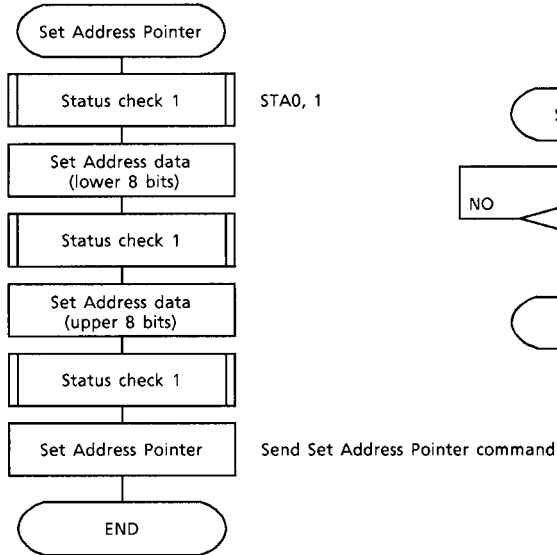 Set Address Pointer
Status check 1
STA0, 1
Set Address data
(lower 8 bits)
Status check 1
Set Address data
(upper 8 bits)
Status check 1
Set Address Pointer
Send Set Address Pointer command
END
S
NO